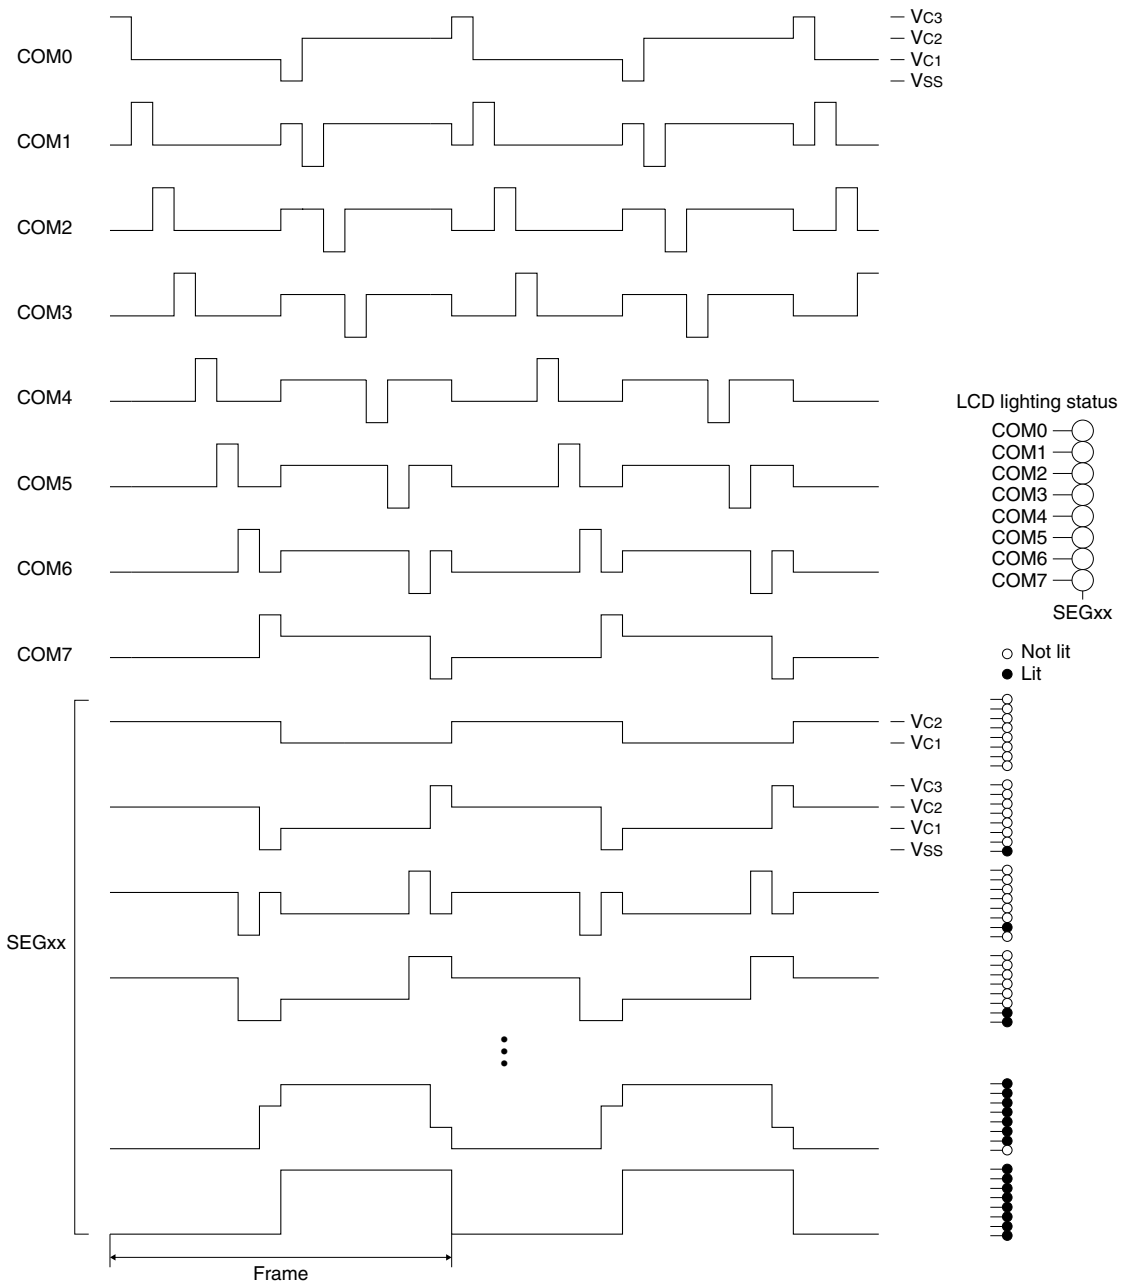 COM0
VC3
VC2
VC1
VSS
COM1
COM2
COM3
COM4
COM5
COM6
COM7
LCD lighting status
COM0
COM1
COM2
COM3
COM4
COM5
COM6
COM7
SEGxx
Not lit
Lit
VC2
VC1
VC3
VC2
VC1
VSS
SEGxx
Frame